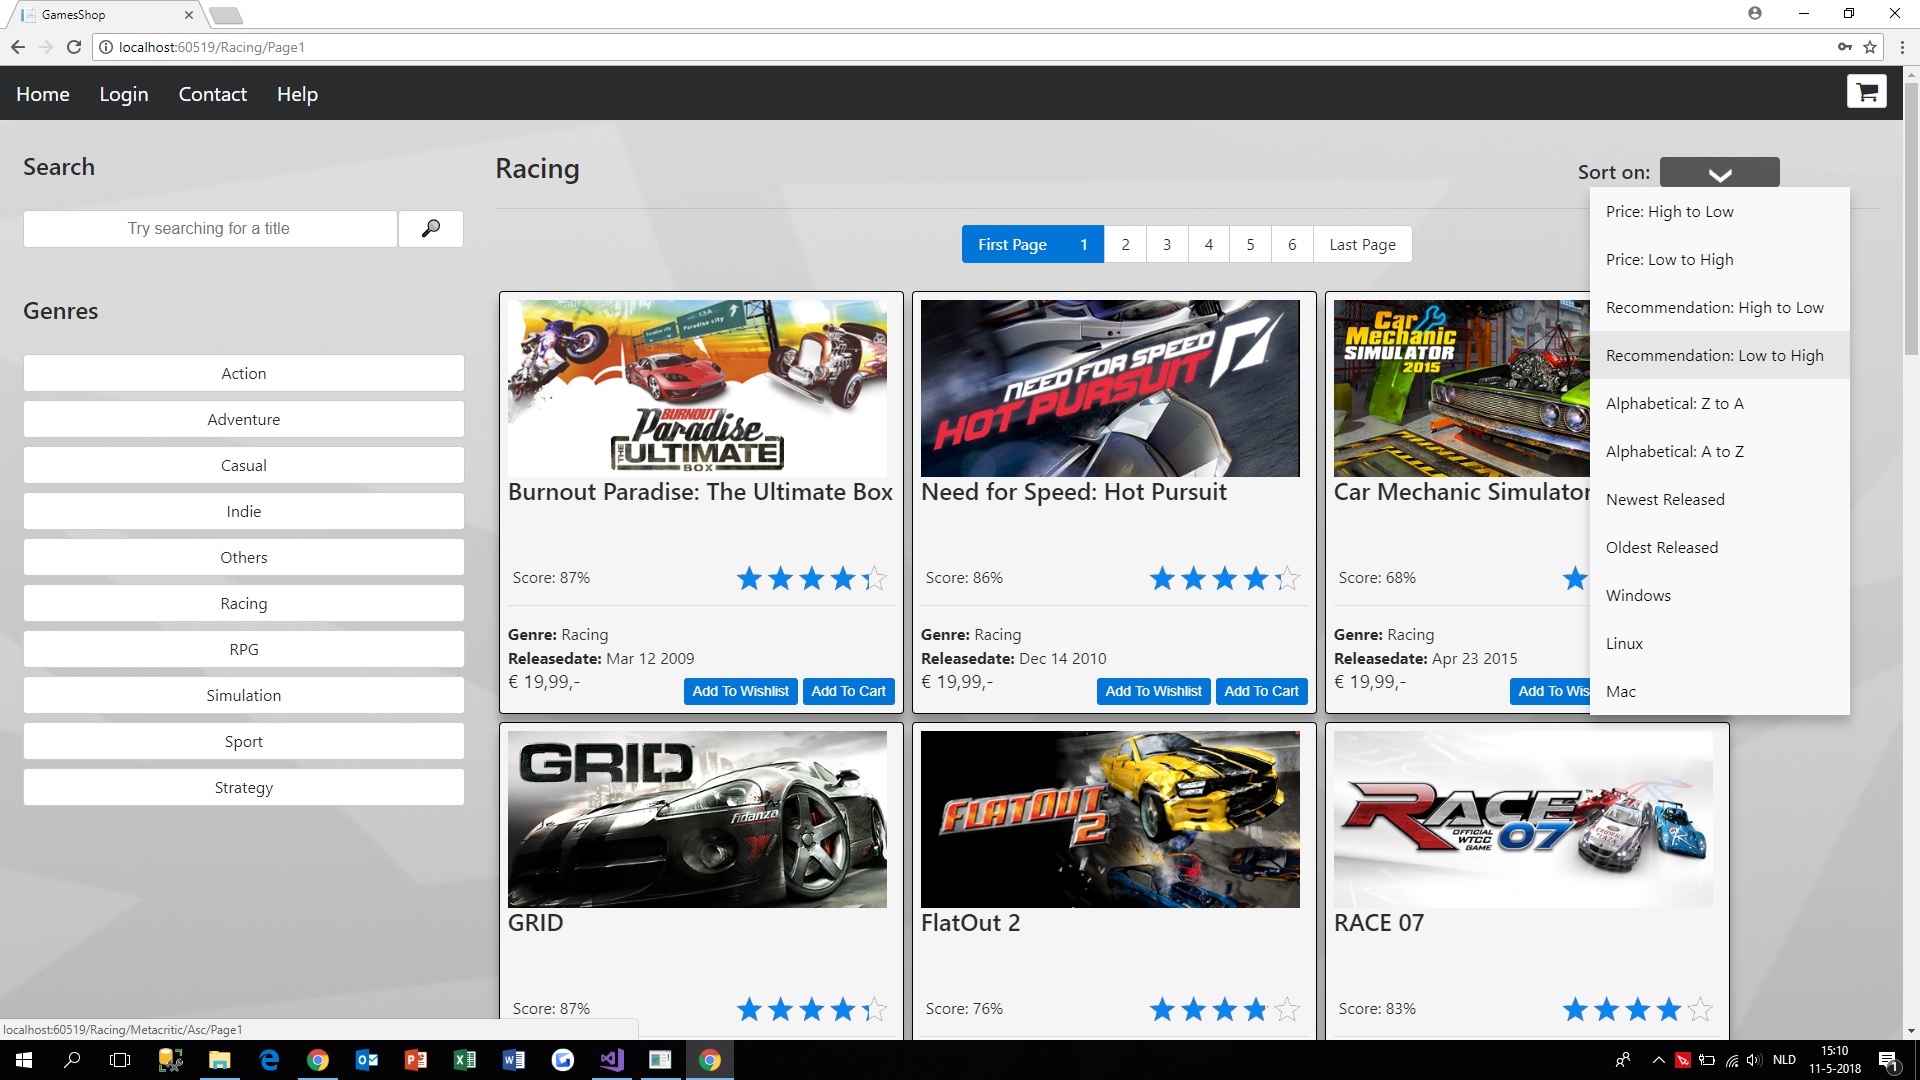 GamesShop
localhost:60519/Racing/Page1
Home Login Contact Help
Search
Try searching for a title
Genres
Action
Adventure
Casual
Indie
Others
Racing
RPG
Simulation
Sport
Strategy
Racing
Sort on:
Price: High to Low
Price: Low to High
Recommendation: High to Low
Recommendation: Low to High
Alphabetical: Z to A
Alphabetical: A to Z
Newest Released
Oldest Released
Windows
Linux
Mac
First Page 1 2 3 4 5 6 Last Page
13A
Paradise city
BURNOUT
Paradise
THE ULTIMATE
BOX
Burnout Paradise: The Ultimate Box
Score: 87%
Genre: Racing
Releasedate: Mar 12 2009
€ 19,99,-
Add To Wishlist Add To Cart
NEED FOR SPEED
HOT PURSUIT
Need for Speed: Hot Pursuit
Score: 86%
Genre: Racing
Releasedate: Dec 14 2010
€ 19,99,-
Add To Wishlist Add To Cart
Car
Mechanic
SIMULATOR
2015
Car Mechanic Simulator
Score: 68%
Genre: Racing
Releasedate: Apr 23 2015
€ 19,99,-
Add To Wis
GRID
Fidanza
GRID
Score: 87%
FLATOUT
2
FlatOut 2
Score: 76%
RACE 07
OFFICIAL
WTCC
GAME
CROWNE
RACE 07
Score: 83%
localhost:60519/Racing/Metacritic/Asc/Page1
NLD
15:10
11-5-2018
1